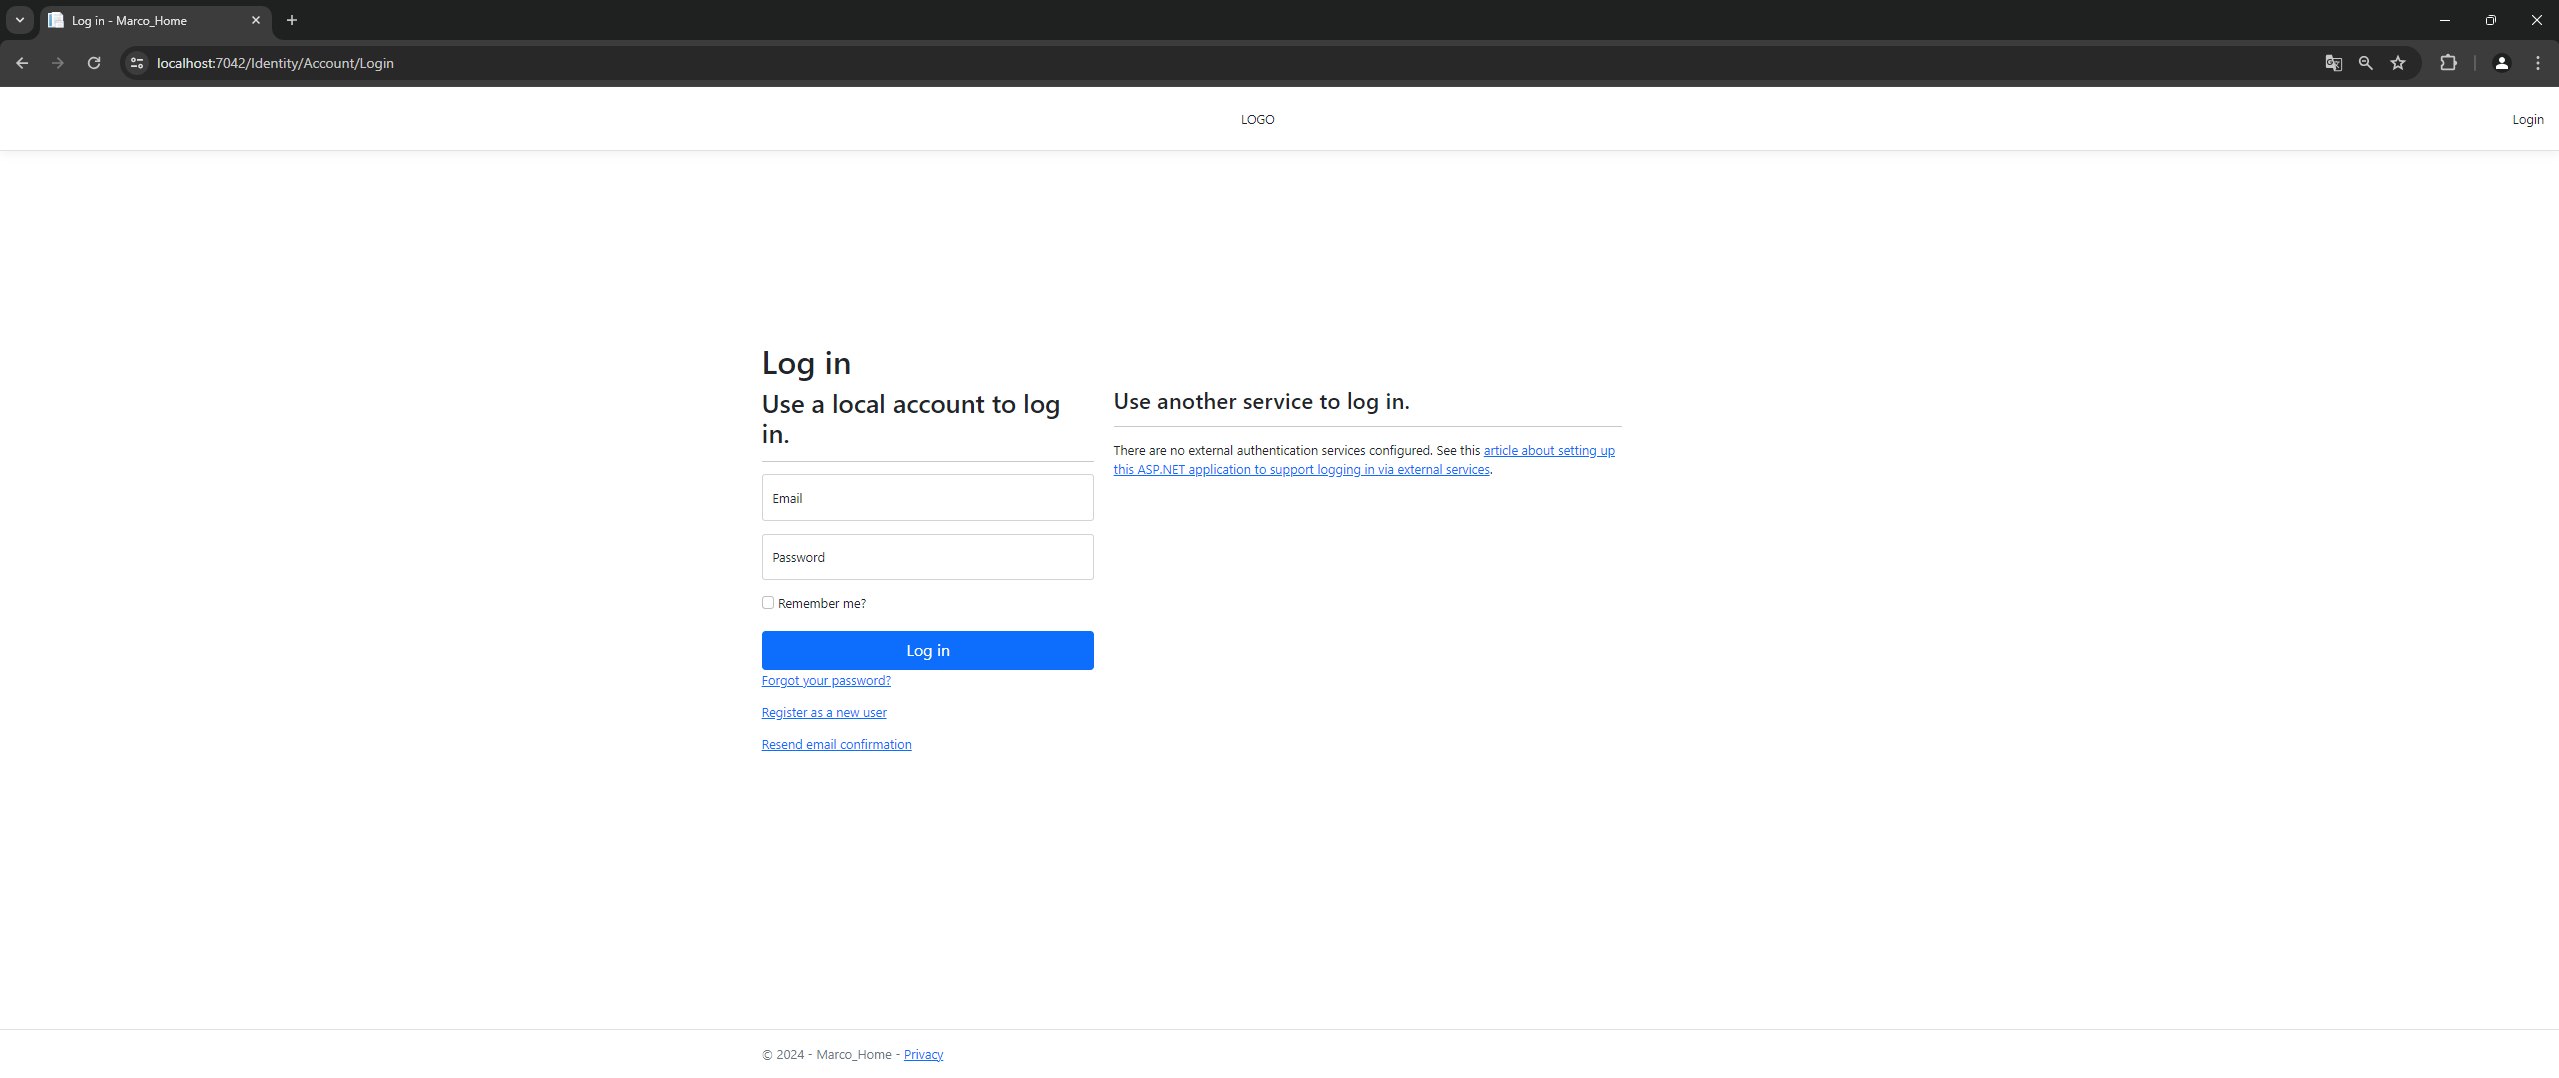 Log in - Marco_Home
localhost:7042/Identity/Account/Login
LOGO
Login
Log in
Use a local account to log
in.
Email
Password
Remember me?
Log in
Forgot your password?
Register as a new user
Resend email confirmation
Use another service to log in.
There are no external authentication services configured. See this article about setting up
this ASP.NET application to support logging in via external services.
© 2024 - Marco_Home - Privacy